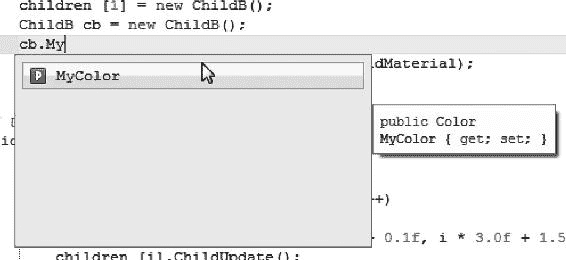 children [1] = new ChildB();
ChildB cb = new ChildB();
cb.My
dMaterial);
P MyColor
public Color
MyColor { get; set; }
++)
0.1f, i * 3.0f + 1.5
children [i].ChildUpdate();